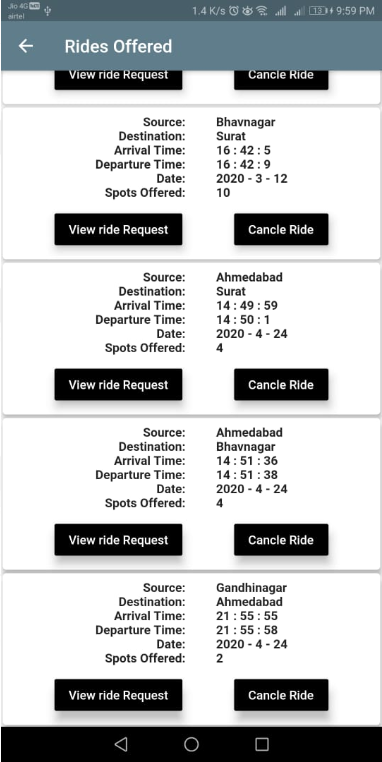 Jio 4G
airtel
1.4 K/s 9:59 PM
Rides Offered
View ride Request Cancle Ride
Source: Bhavnagar
Destination: Surat
Arrival Time: 16 : 42 : 5
Departure Time: 16 : 42 : 9
Date: 2020 - 3 - 12
Spots Offered: 10
View ride Request Cancle Ride
Source: Ahmedabad
Destination: Surat
Arrival Time: 14 : 49 : 59
Departure Time: 14 : 50 : 1
Date: 2020 - 4 - 24
Spots Offered: 4
View ride Request Cancle Ride
Source: Ahmedabad
Destination: Bhavnagar
Arrival Time: 14 : 51 : 36
Departure Time: 14 : 51 : 38
Date: 2020 - 4 - 24
Spots Offered: 4
View ride Request Cancle Ride
Source: Gandhinagar
Destination: Ahmedabad
Arrival Time: 21 : 55 : 55
Departure Time: 21 : 55 : 58
Date: 2020 - 4 - 24
Spots Offered: 2
View ride Request Cancle Ride